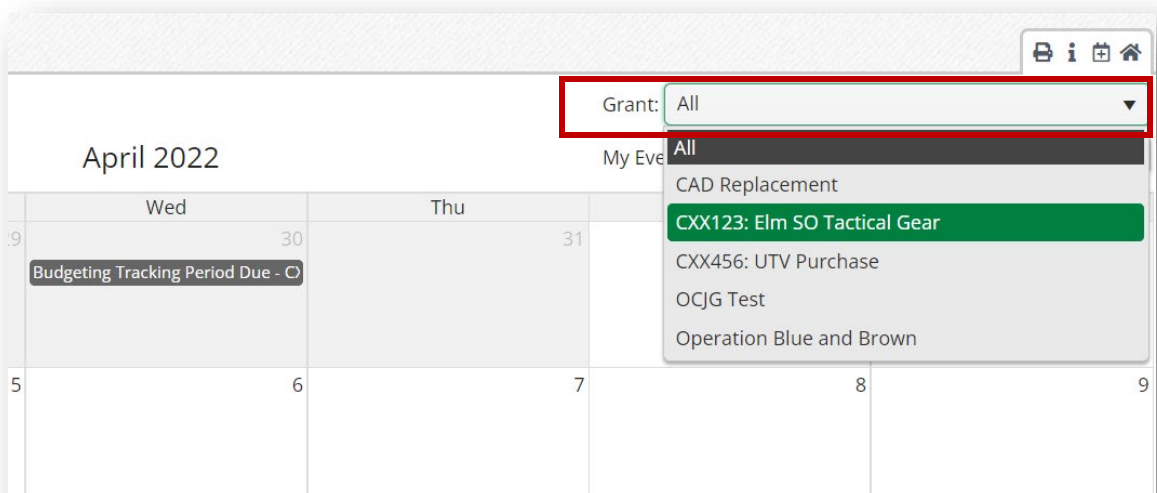 Grant: All
All
April 2022
My Eve
CAD Replacement
Wed
Thu
CXX123: Elm SO Tactical Gear
30
31
CXX456: UTV Purchase
Budgeting Tracking Period Due - CX
OCJG Test
Operation Blue and Brown
5
6
7
8
9